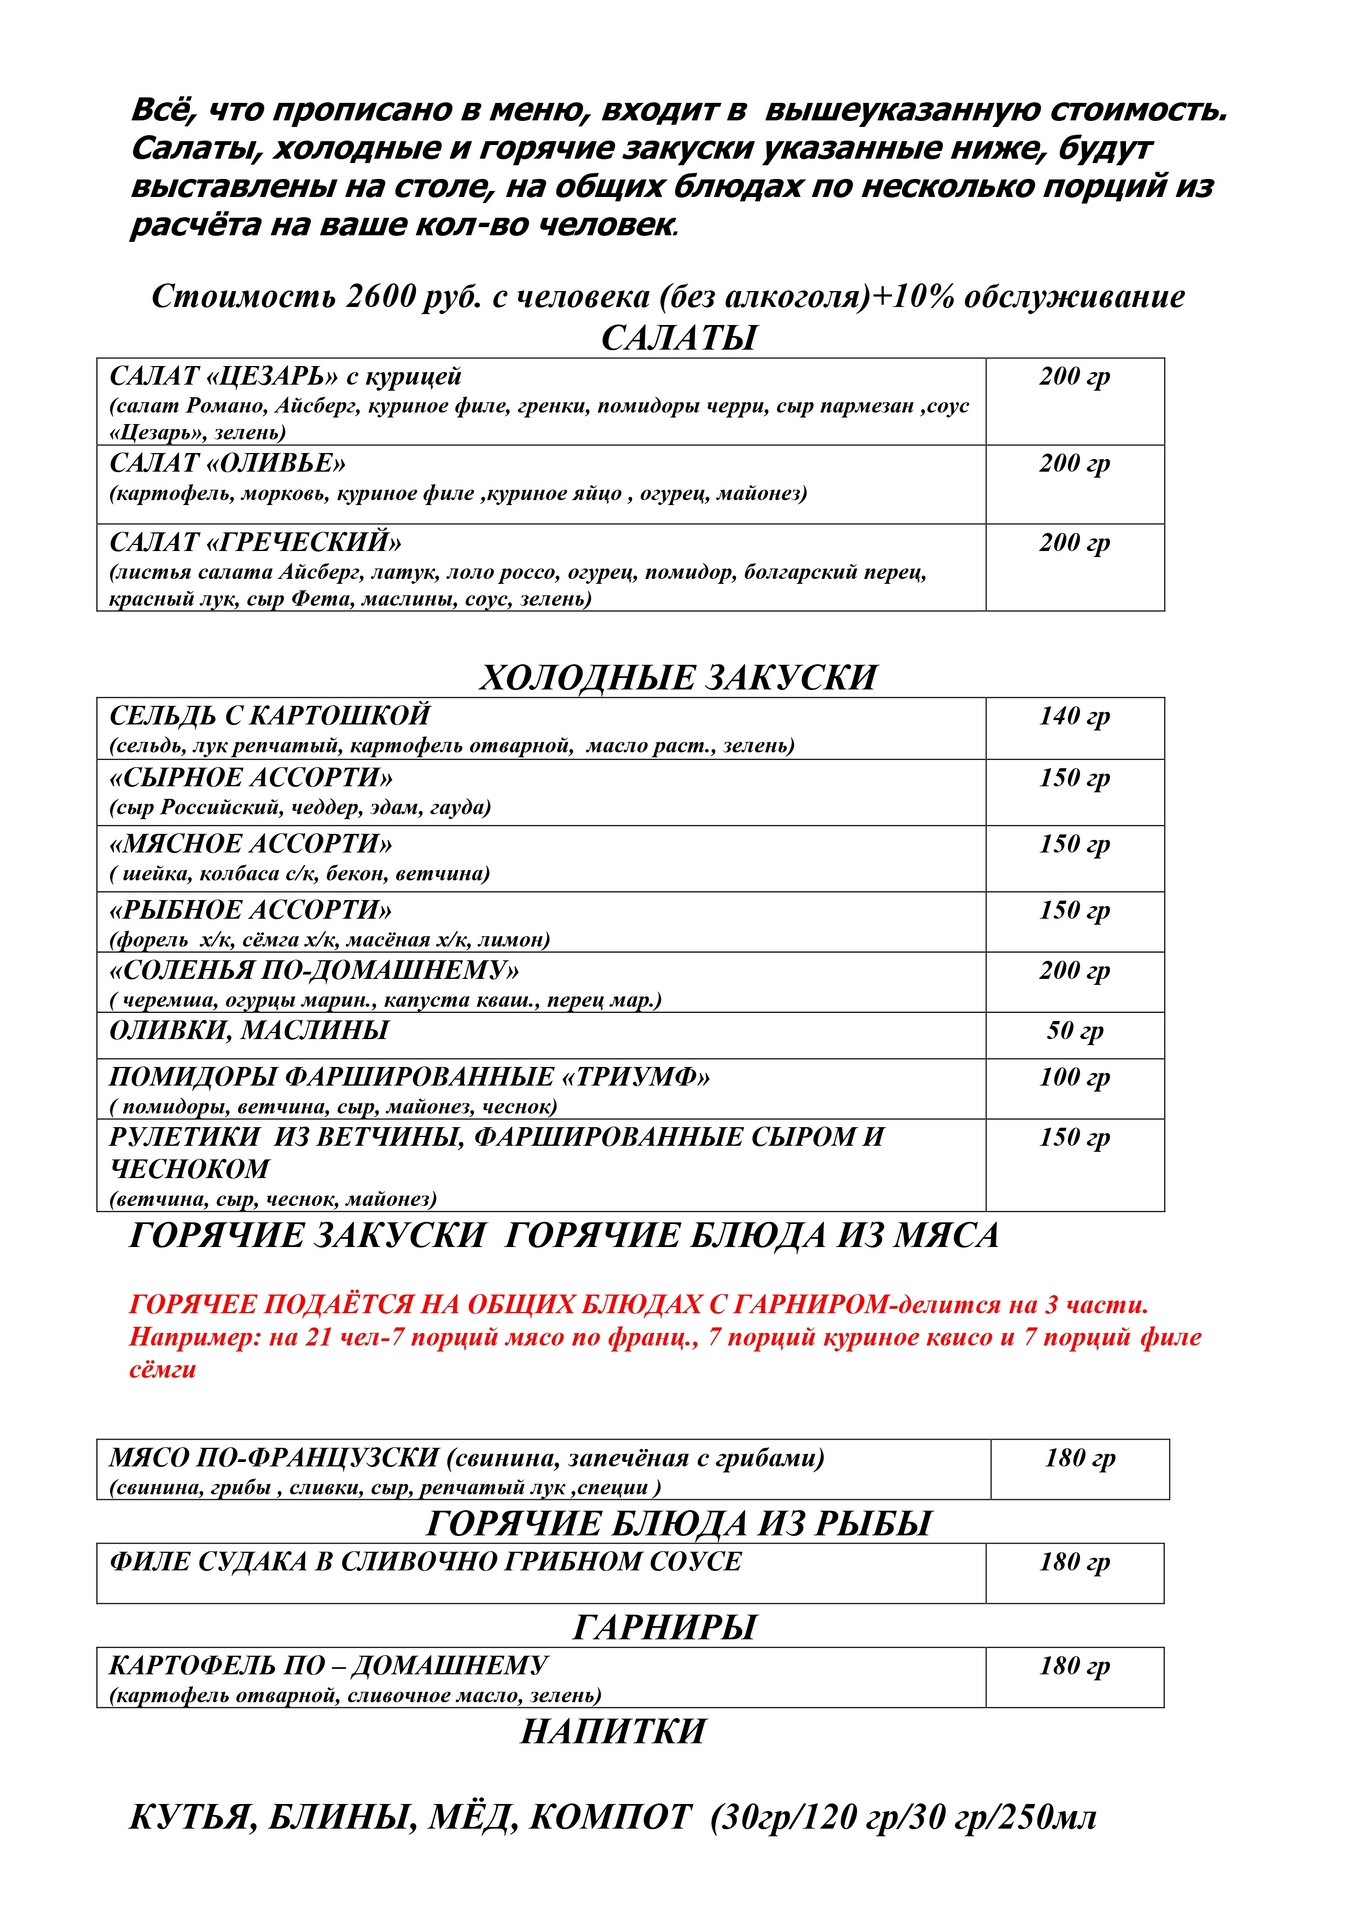 Всё, что прописано в меню, входит в вышеуказанную стоимость.
Салаты, холодные и горячие закуски указанные ниже, будут
выставлены на столе, на общих блюдах по несколько порций из
расчёта на ваше кол-во человек.
Стоимость 2600 руб. с человека (без алкоголя)+10% обслуживание
САЛАТЫ
САЛАТ «ЦЕЗАРЬ» с курицей 200 гр
(салат Романо, Айсберг, куриное филе, гренки, помидоры черри, сыр пармезан ,соус
«Цезарь», зелень)
САЛАТ «ОЛИВЬЕ» 200 гр
(картофель, морковь, куриное филе ,куриное яйцо , огурец, майонез)
САЛАТ «ГРЕЧЕСКИЙ» 200 гр
(листья салата Айсберг, латук, лоло россо, огурец, помидор, болгарский перец,
красный лук, сыр Фета, маслины, соус, зелень)
ХОЛОДНЫЕ ЗАКУСКИ
СЕЛЬДЬ С КАРТОШКОЙ 140 гр
(сельдь, лук репчатый, картофель отварной, масло раст., зелень)
«СЫРНОЕ АССОРТИ» 150 гр
(сыр Российский, чеддер, эдам, гауда)
«МЯСНОЕ АССОРТИ» 150 гр
( шейка, колбаса с/к, бекон, ветчина)
«РЫБНОЕ АССОРТИ» 150 гр
(форель х/к, сёмга х/к, масёная х/к, лимон)
«СОЛЕНЬЯ ПО-ДОМАШНЕМУ» 200 гр
( черемша, огурцы марин., капуста кваш., перец мар.)
ОЛИВКИ, МАСЛИНЫ 50 гр
ПОМИДОРЫ ФАРШИРОВАННЫЕ «ТРИУМФ» 100 гр
( помидоры, ветчина, сыр, майонез, чеснок)
РУЛЕТИКИ ИЗ ВЕТЧИНЫ, ФАРШИРОВАННЫЕ СЫРОМ И 150 гр
ЧЕСНОКОМ
(ветчина, сыр, чеснок, майонез)
ГОРЯЧИЕ ЗАКУСКИ ГОРЯЧИЕ БЛЮДА ИЗ МЯСА
ГОРЯЧЕЕ ПОДАЁТСЯ НА ОБЩИХ БЛЮДАХ С ГАРНИРОМ-делится на 3 части.
Например: на 21 чел-7 порций мясо по франц., 7 порций куриное квисо и 7 порций филе
сёмги
МЯСО ПО-ФРАНЦУЗСКИ (свинина, запечёная с грибами) 180 гр
(свинина, грибы , сливки, сыр, репчатый лук ,специи )
ГОРЯЧИЕ БЛЮДА ИЗ РЫБЫ
ФИЛЕ СУДАКА В СЛИВОЧНО ГРИБНОМ СОУСЕ 180 гр
ГАРНИРЫ
КАРТОФЕЛЬ ПО – ДОМАШНЕМУ 180 гр
(картофель отварной, сливочное масло, зелень)
НАПИТКИ
КУТЬЯ, БЛИНЫ, МЁД, КОМПОТ (30гр/120 гр/30 гр/250мл